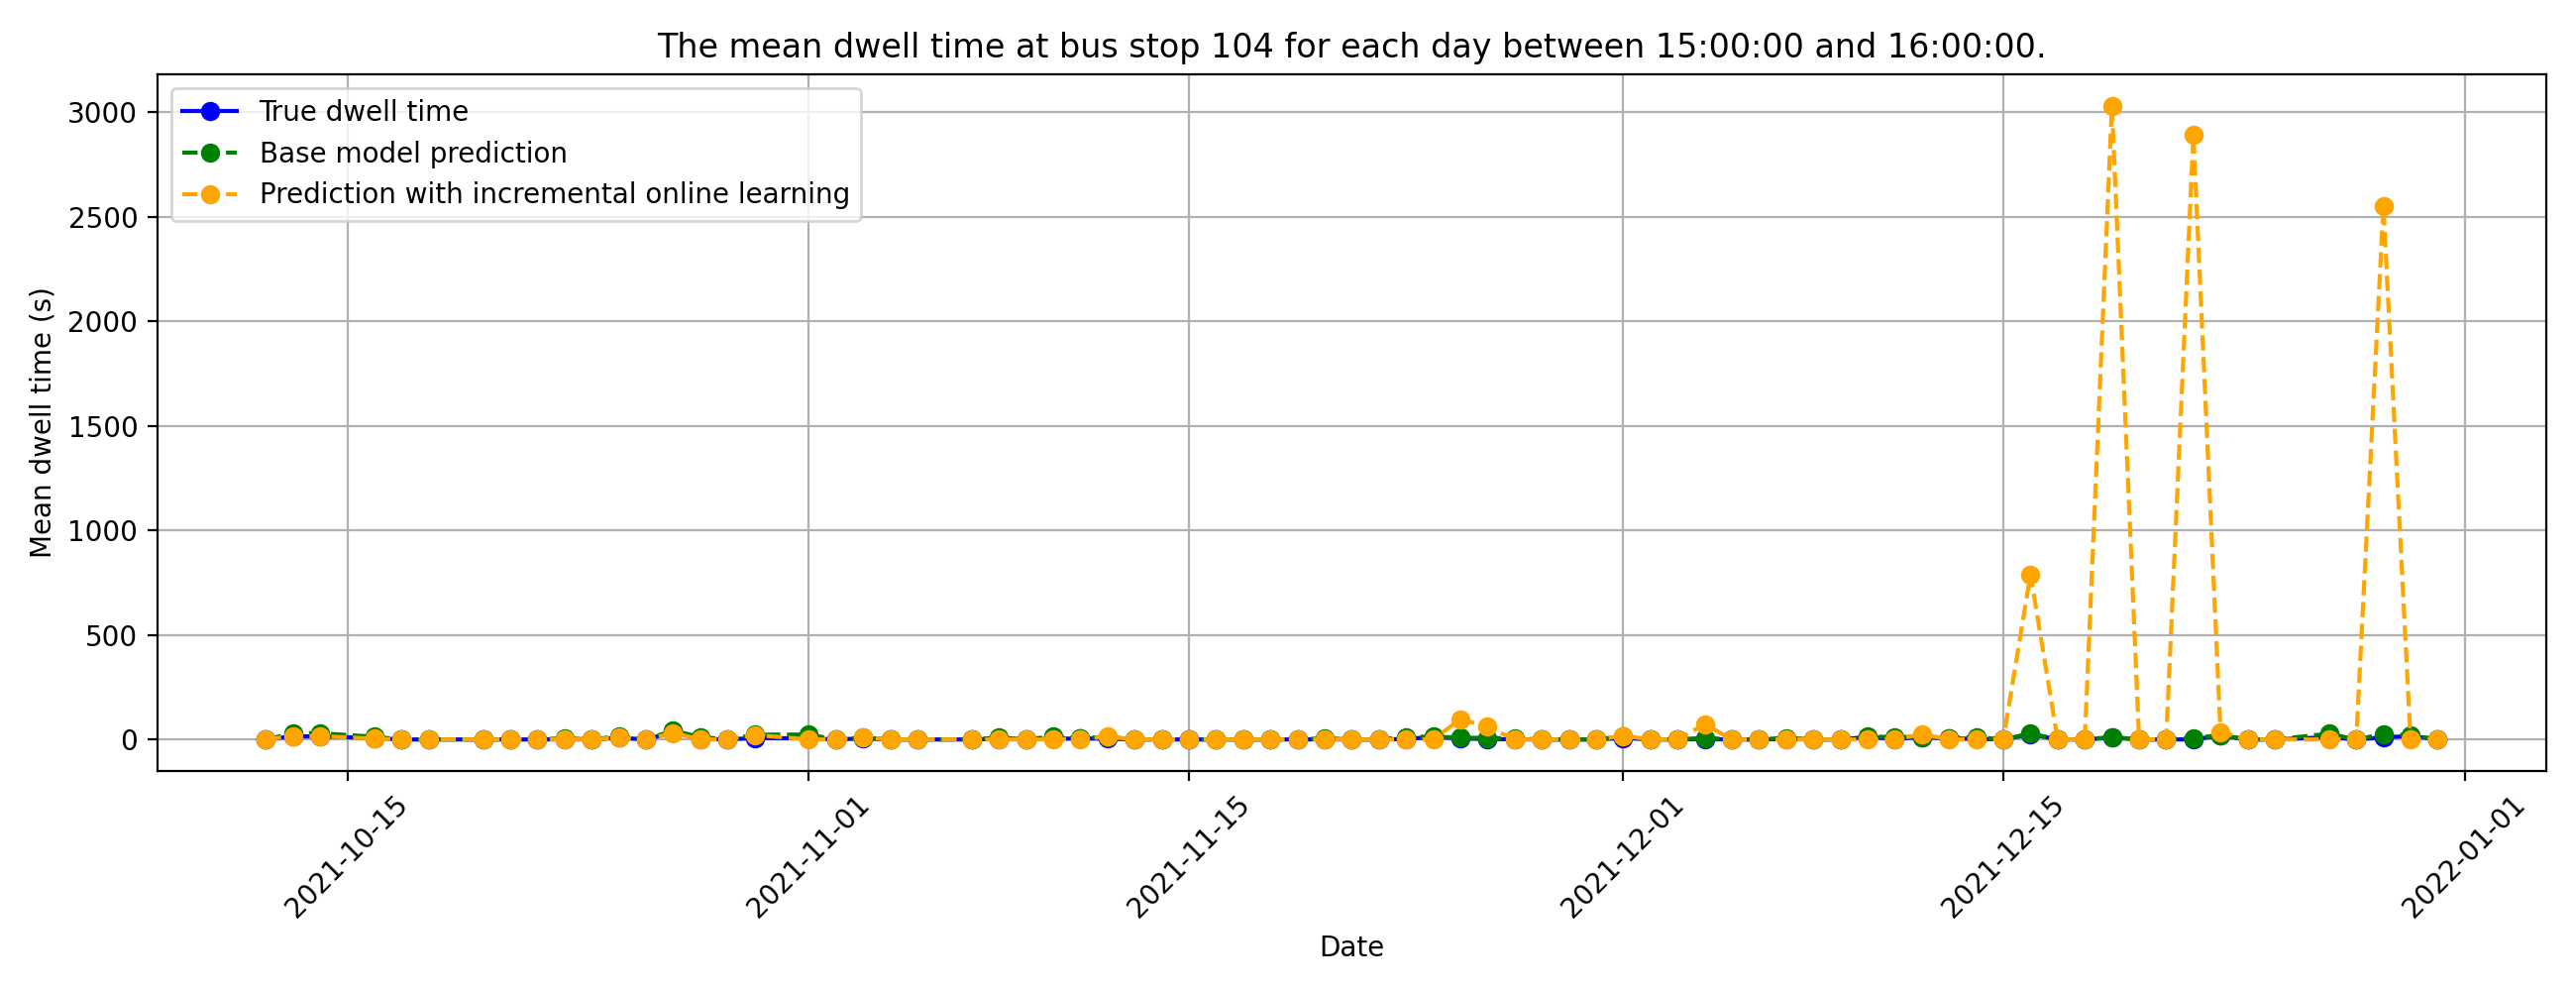 The mean dwell time at bus stop 104 for each day between 15:00:00 and 16:00:00.
True dwell time
Base model prediction
Prediction with incremental online learning
Mean dwell time (s)
3000
2500
2000
1500
1000
500
0
2021-10-15
2021-11-01
2021-11-15
2021-12-01
2021-12-15
2022-01-01
Date